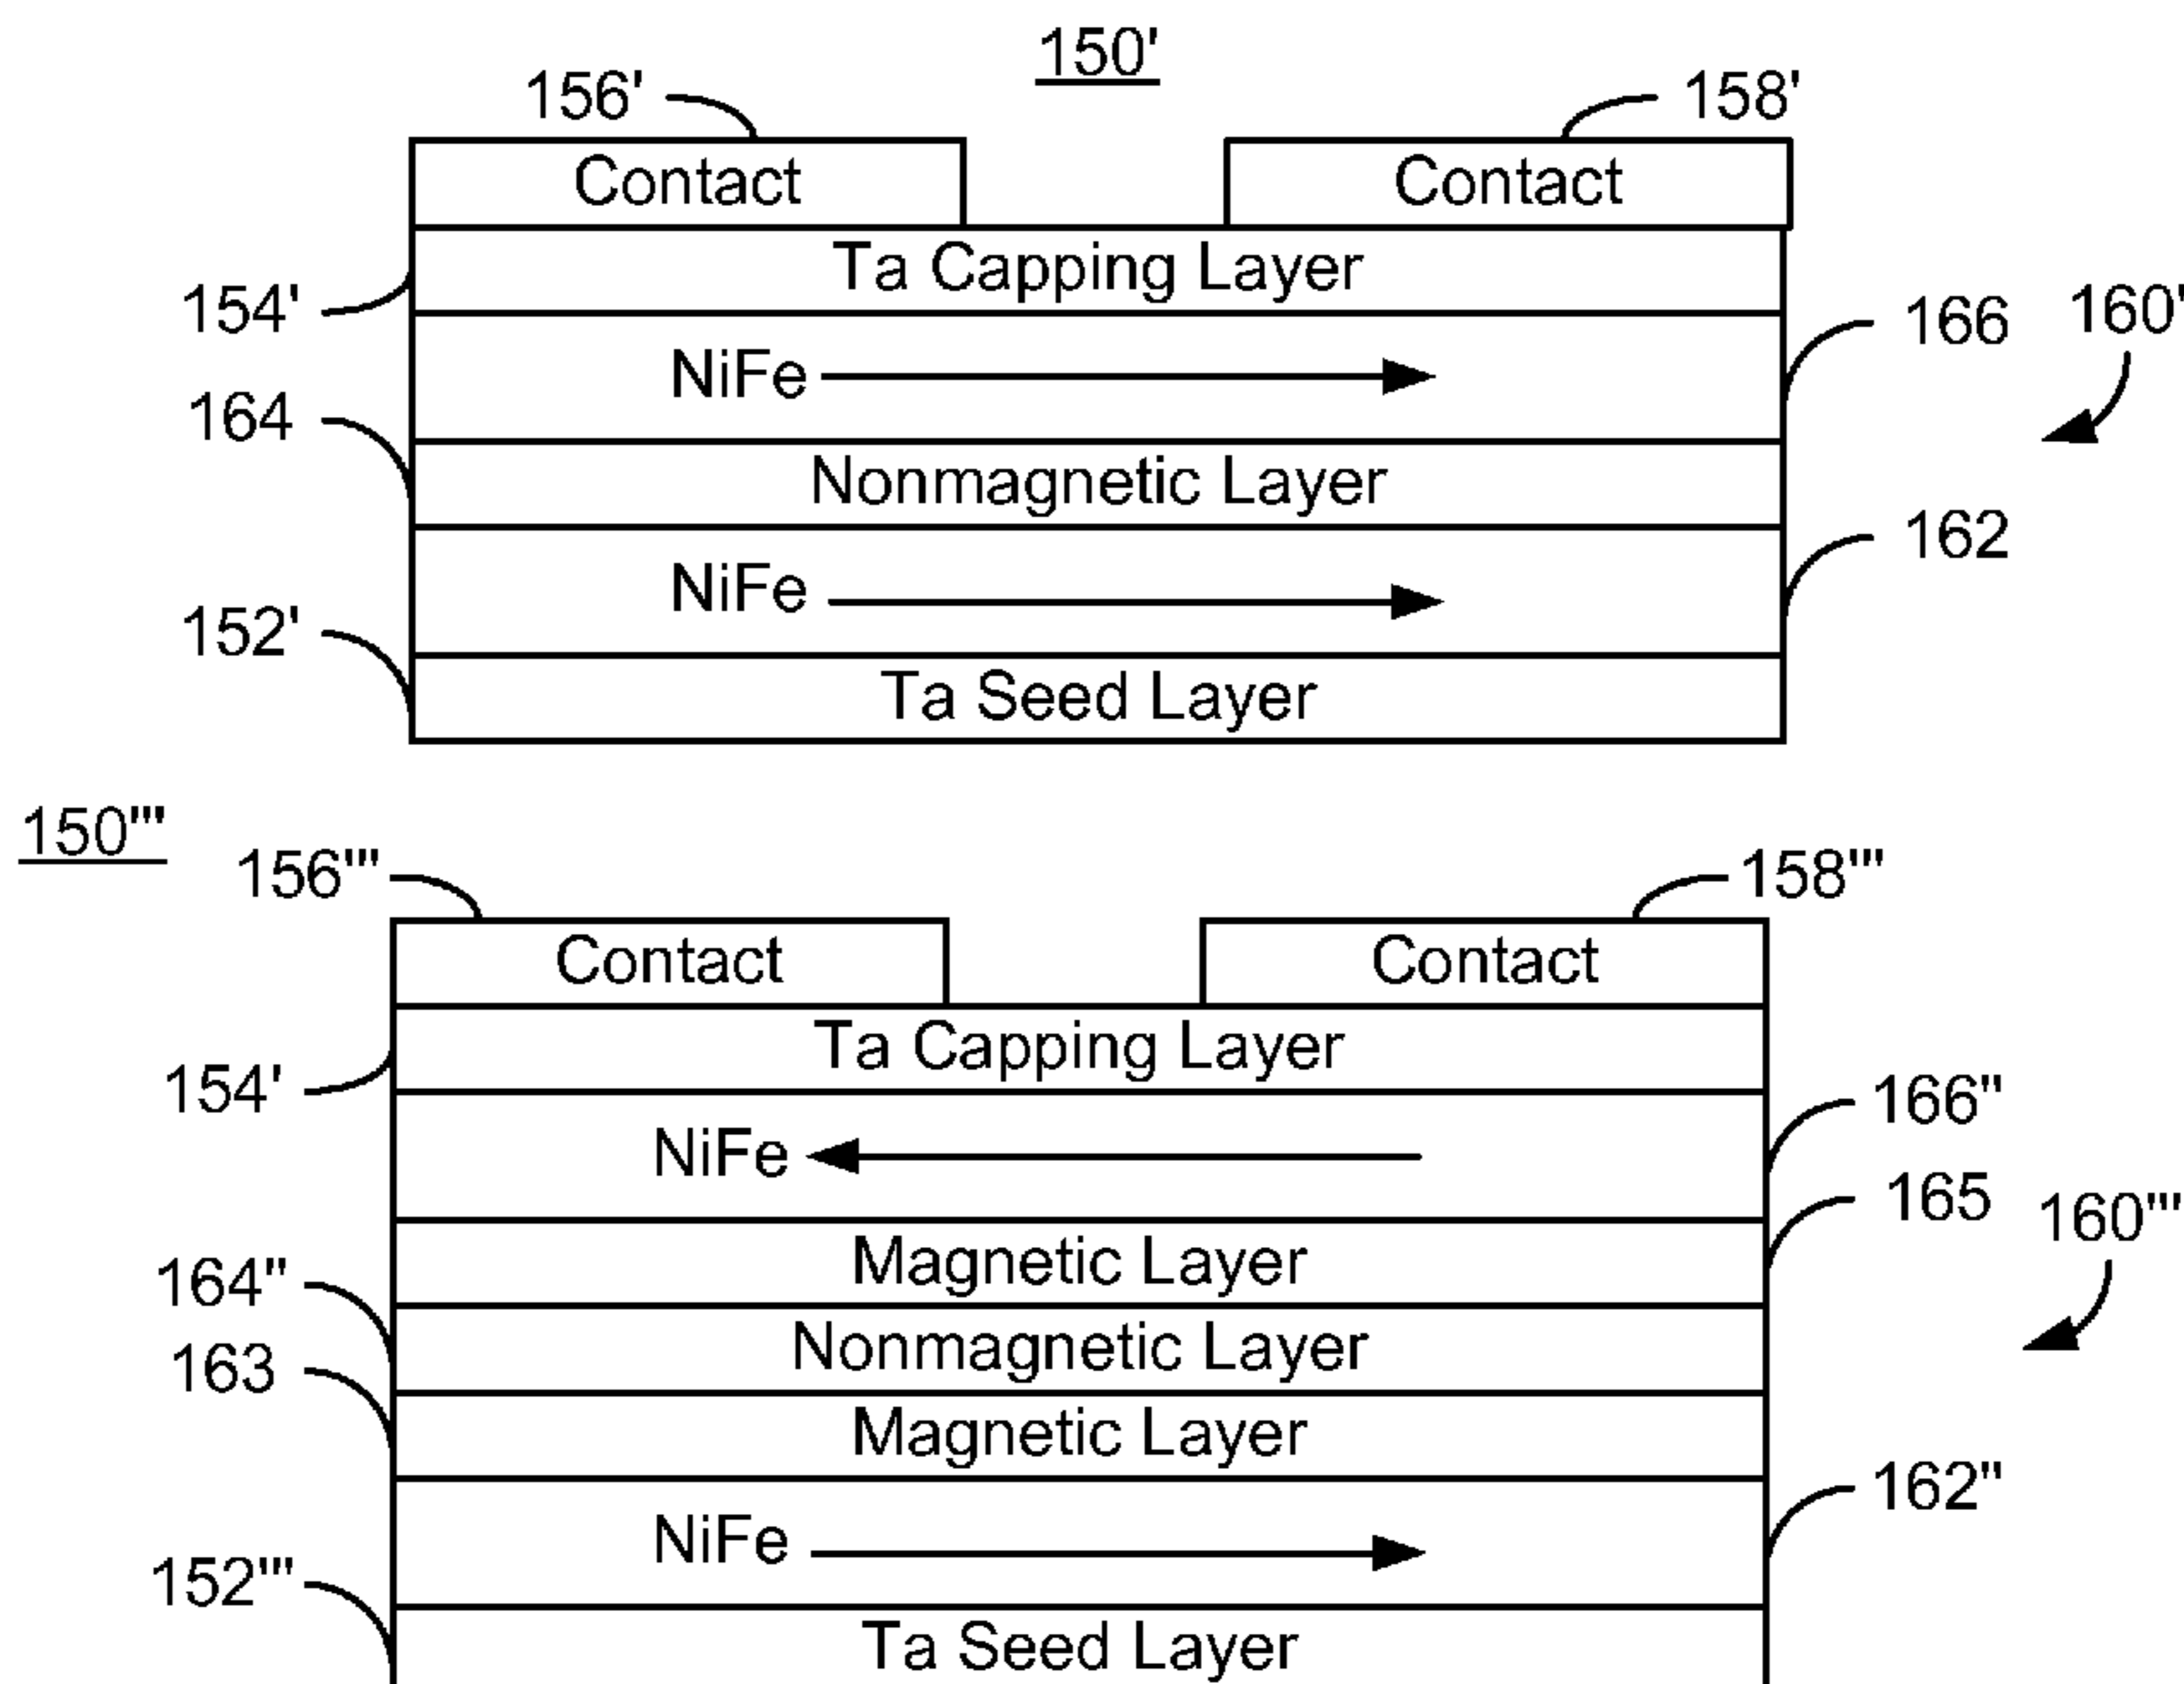 150'
156'
158'
Contact
Contact
Ta Capping Layer
154'
166
160'
NiFe
164
Nonmagnetic Layer
162
NiFe
152'
Ta Seed Layer
150'''
156'''
158'''
Contact
Contact
Ta Capping Layer
154'
166"
NiFe
165
160'''
Magnetic Layer
164"
Nonmagnetic Layer
163
Magnetic Layer
162"
NiFe
152'''
Ta Seed Layer